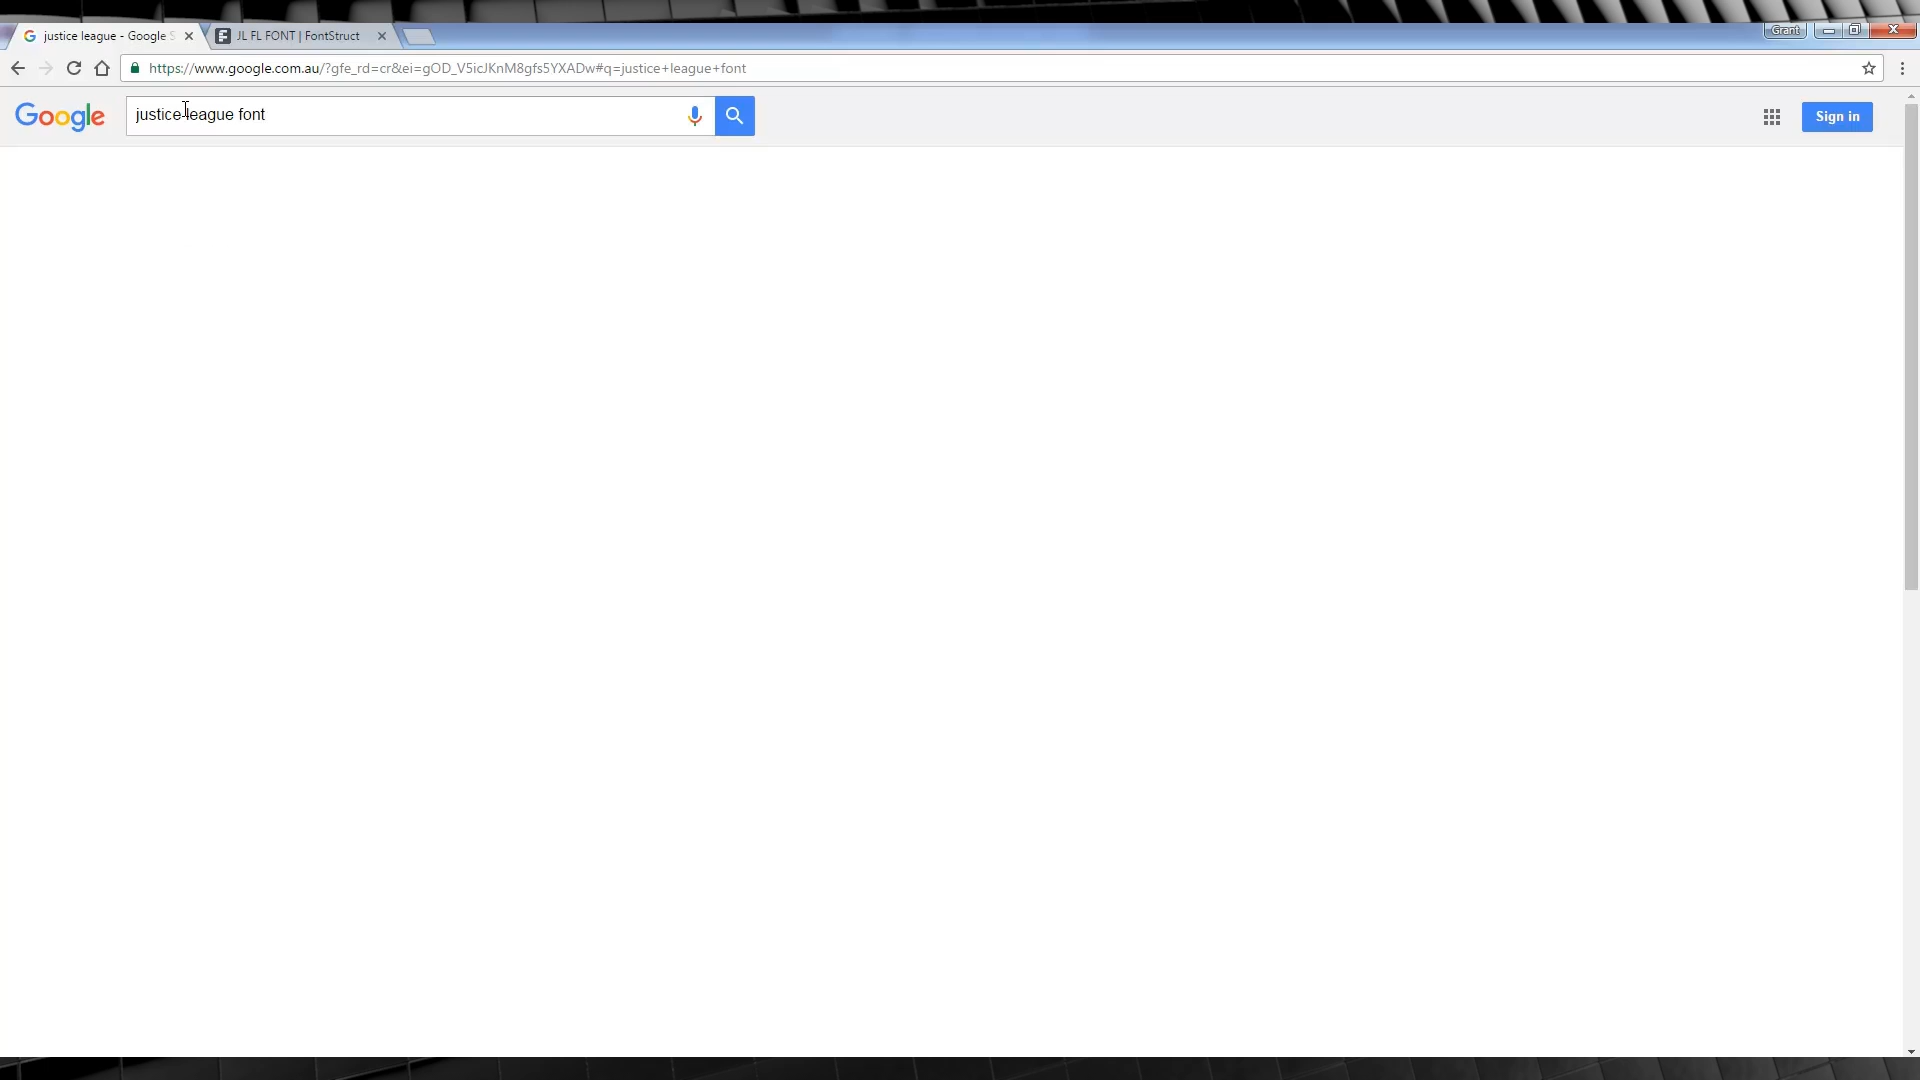 justice league - Google S
JL FL FONT | FontStruct
Grant
https://www.google.com.au/?gfe_rd=cr&ei=gOD_V5icJKnM8gfs5YXADw#q=justice+league+font
Google
justice league font
Sign in